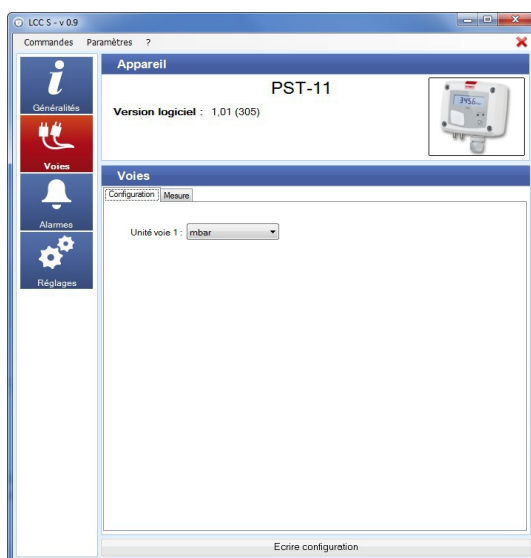 LCC S - v 0.9
Commandes Paramètres ?
Généralités
Voies
Alarmes
Réglages
Appareil
PST-11
Version logiciel : 1,01 (305)
Voies
Configuration Mesure
Unité voie 1 : mbar
Ecrire configuration